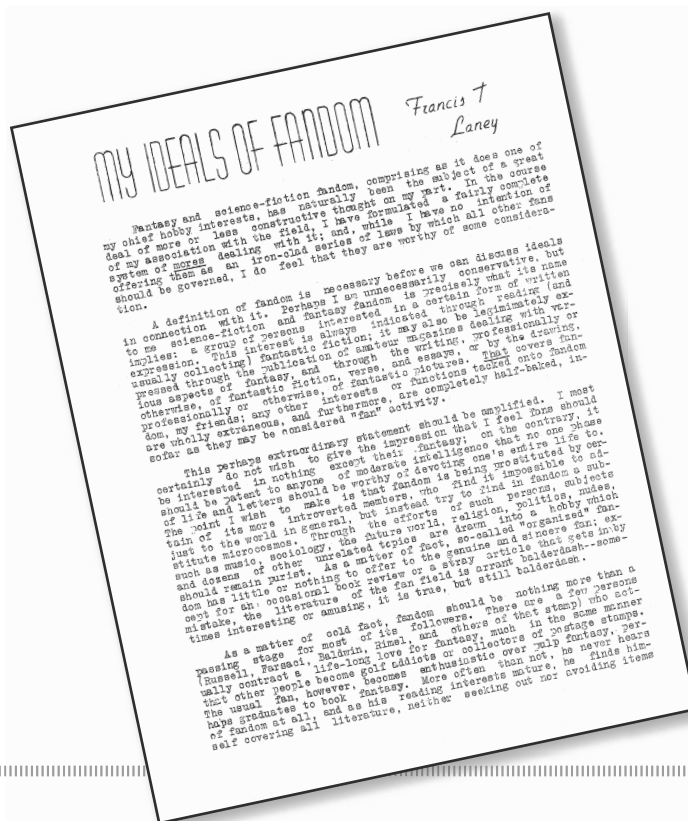 MY IDEALS OF FANDOM
Francis T
Laney
Fantasy and science-fiction fandom, comprising as it does one of
my chief hobby interests, has naturally been the subject of a great
deal of more or less constructive thought on my part. In the course
of my association with the field, I have formulated a fairly complete
system of mores dealing with it; and, while I have no intention of
offering them as an iron-clad series of laws by which all other fans
should be governed, I do feel that they are worthy of some considera-
tion.
A definition of fandom is necessary before we can discuss ideals
in connection with it. Perhaps I am unnecessarily conservative, but
to me science-fiction and fantasy fandom is precisely what its name
implies: a group of persons interested in a certain form of written
expression. This interest is always indicated through reading (and
usually collecting) fantastic fiction; it may also be legimimately ex-
pressed through the publication of amateur magazines dealing with var-
ious aspects of fantasy, and through the writing, professionally or
otherwise, of fantastic fiction, verse, and essays, or by the drawing,
professionally or otherwise, of fantastic pictures. That covers fan-
dom, my friends; any other interests or functions tacked onto fandom
are wholly extraneous, and furthermore, are completely half-baked, in-
sofar as they may be considered "fan" activity.
This perhaps extraordinary statement should be amplified. I most
certainly do not wish to give the impression that I feel fans should
be interested in nothing except their fantasy; on the contrary, it
should be patent to anyone of moderate intelligence that no one phase
of life and letters should be worthy of devoting one's entire life to.
The point I wish to make is that fandom is being prostituted by cer-
tain of its more introverted members, who find it impossible to ad-
just to the world in general, but instead try to find in fandom a sub-
stitute microcosmos. Through the efforts of such persons, subjects
such as music, sociology, the future world, religion, politics, nudes,
and dozens of other unrelated topics are drawn into a hobby which
should remain purist. As a matter of fact, so-called "organized" fan-
dom has little or nothing to offer to the genuine and sincere fan; ex-
cept for an occasional book review or a stray article that gets in by
mistake, the literature of the fan field is arrant balderdash--some-
times interesting or amusing, it is true, but still balderdash.
As a matter of cold fact, fandom should be nothing more than a
passing stage for most of its followers. There are a few persons
(Russell, Farsaci, Baldwin, Rimel, and others of that stamp) who act-
ually contract a life-long love for fantasy, much in the same manner
that other people become golf addicts or collectors of postage stamps.
The usual fan, however, becomes enthusiastic over pulp fantasy, per-
haps graduates to book fantasy. More often than not, he never hears
of fandom at all, and as his reading interests mature, he finds him-
self covering all literature, neither seeking out nor avoiding items